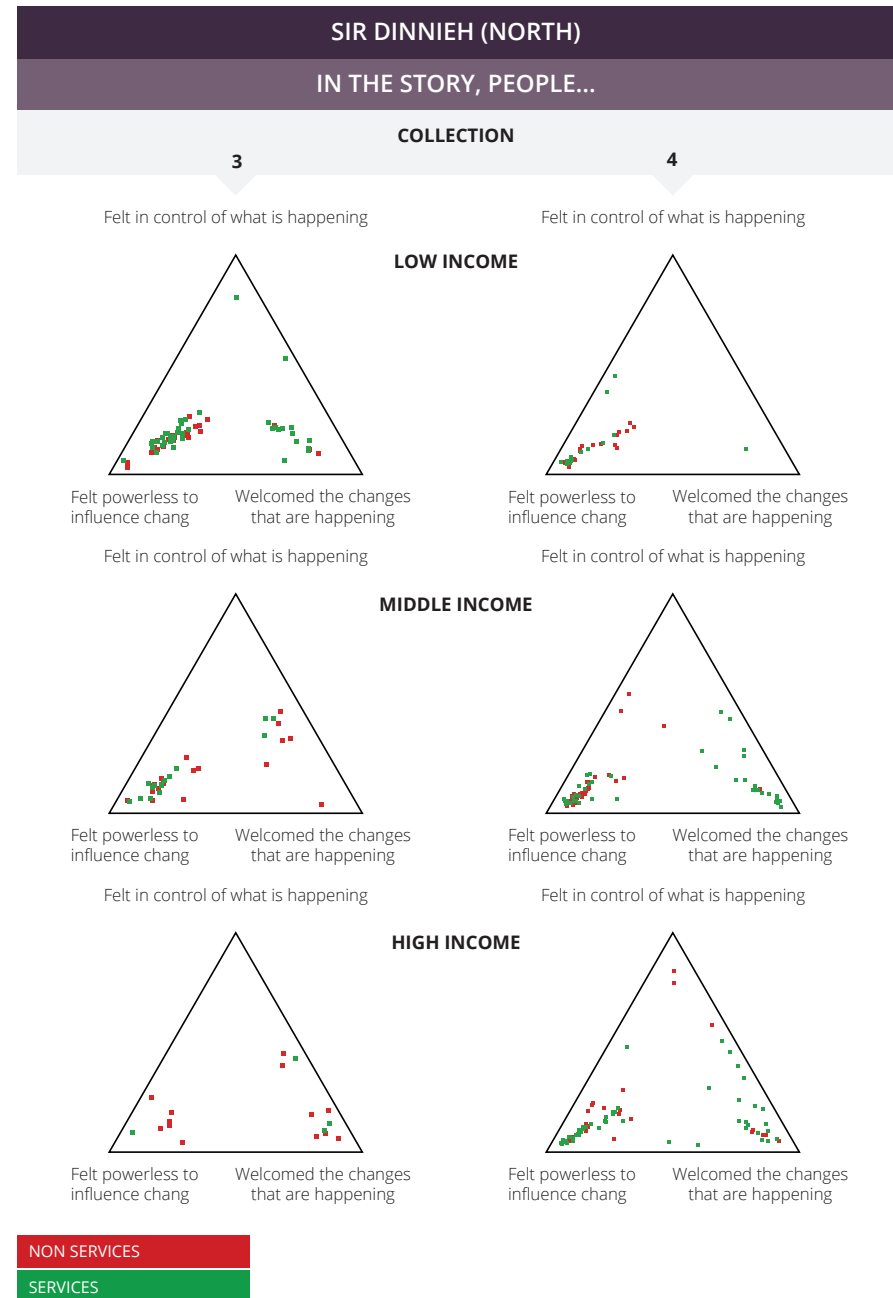 SIR DINNIEH (NORTH)
IN THE STORY, PEOPLE...
COLLECTION
3
4
Felt in control of what is happening
Felt in control of what is happening
LOW INCOME
Felt powerless to
influence chang
Welcomed the changes
that are happening
Felt powerless to
influence chang
Welcomed the changes
that are happening
Felt in control of what is happening
Felt in control of what is happening
MIDDLE INCOME
Felt powerless to
influence chang
Welcomed the changes
that are happening
Felt powerless to
influence chang
Welcomed the changes
that are happening
Felt in control of what is happening
Felt in control of what is happening
HIGH INCOME
Felt powerless to
influence chang
Welcomed the changes
that are happening
Felt powerless to
influence chang
Welcomed the changes
that are happening
NON SERVICES
SERVICES